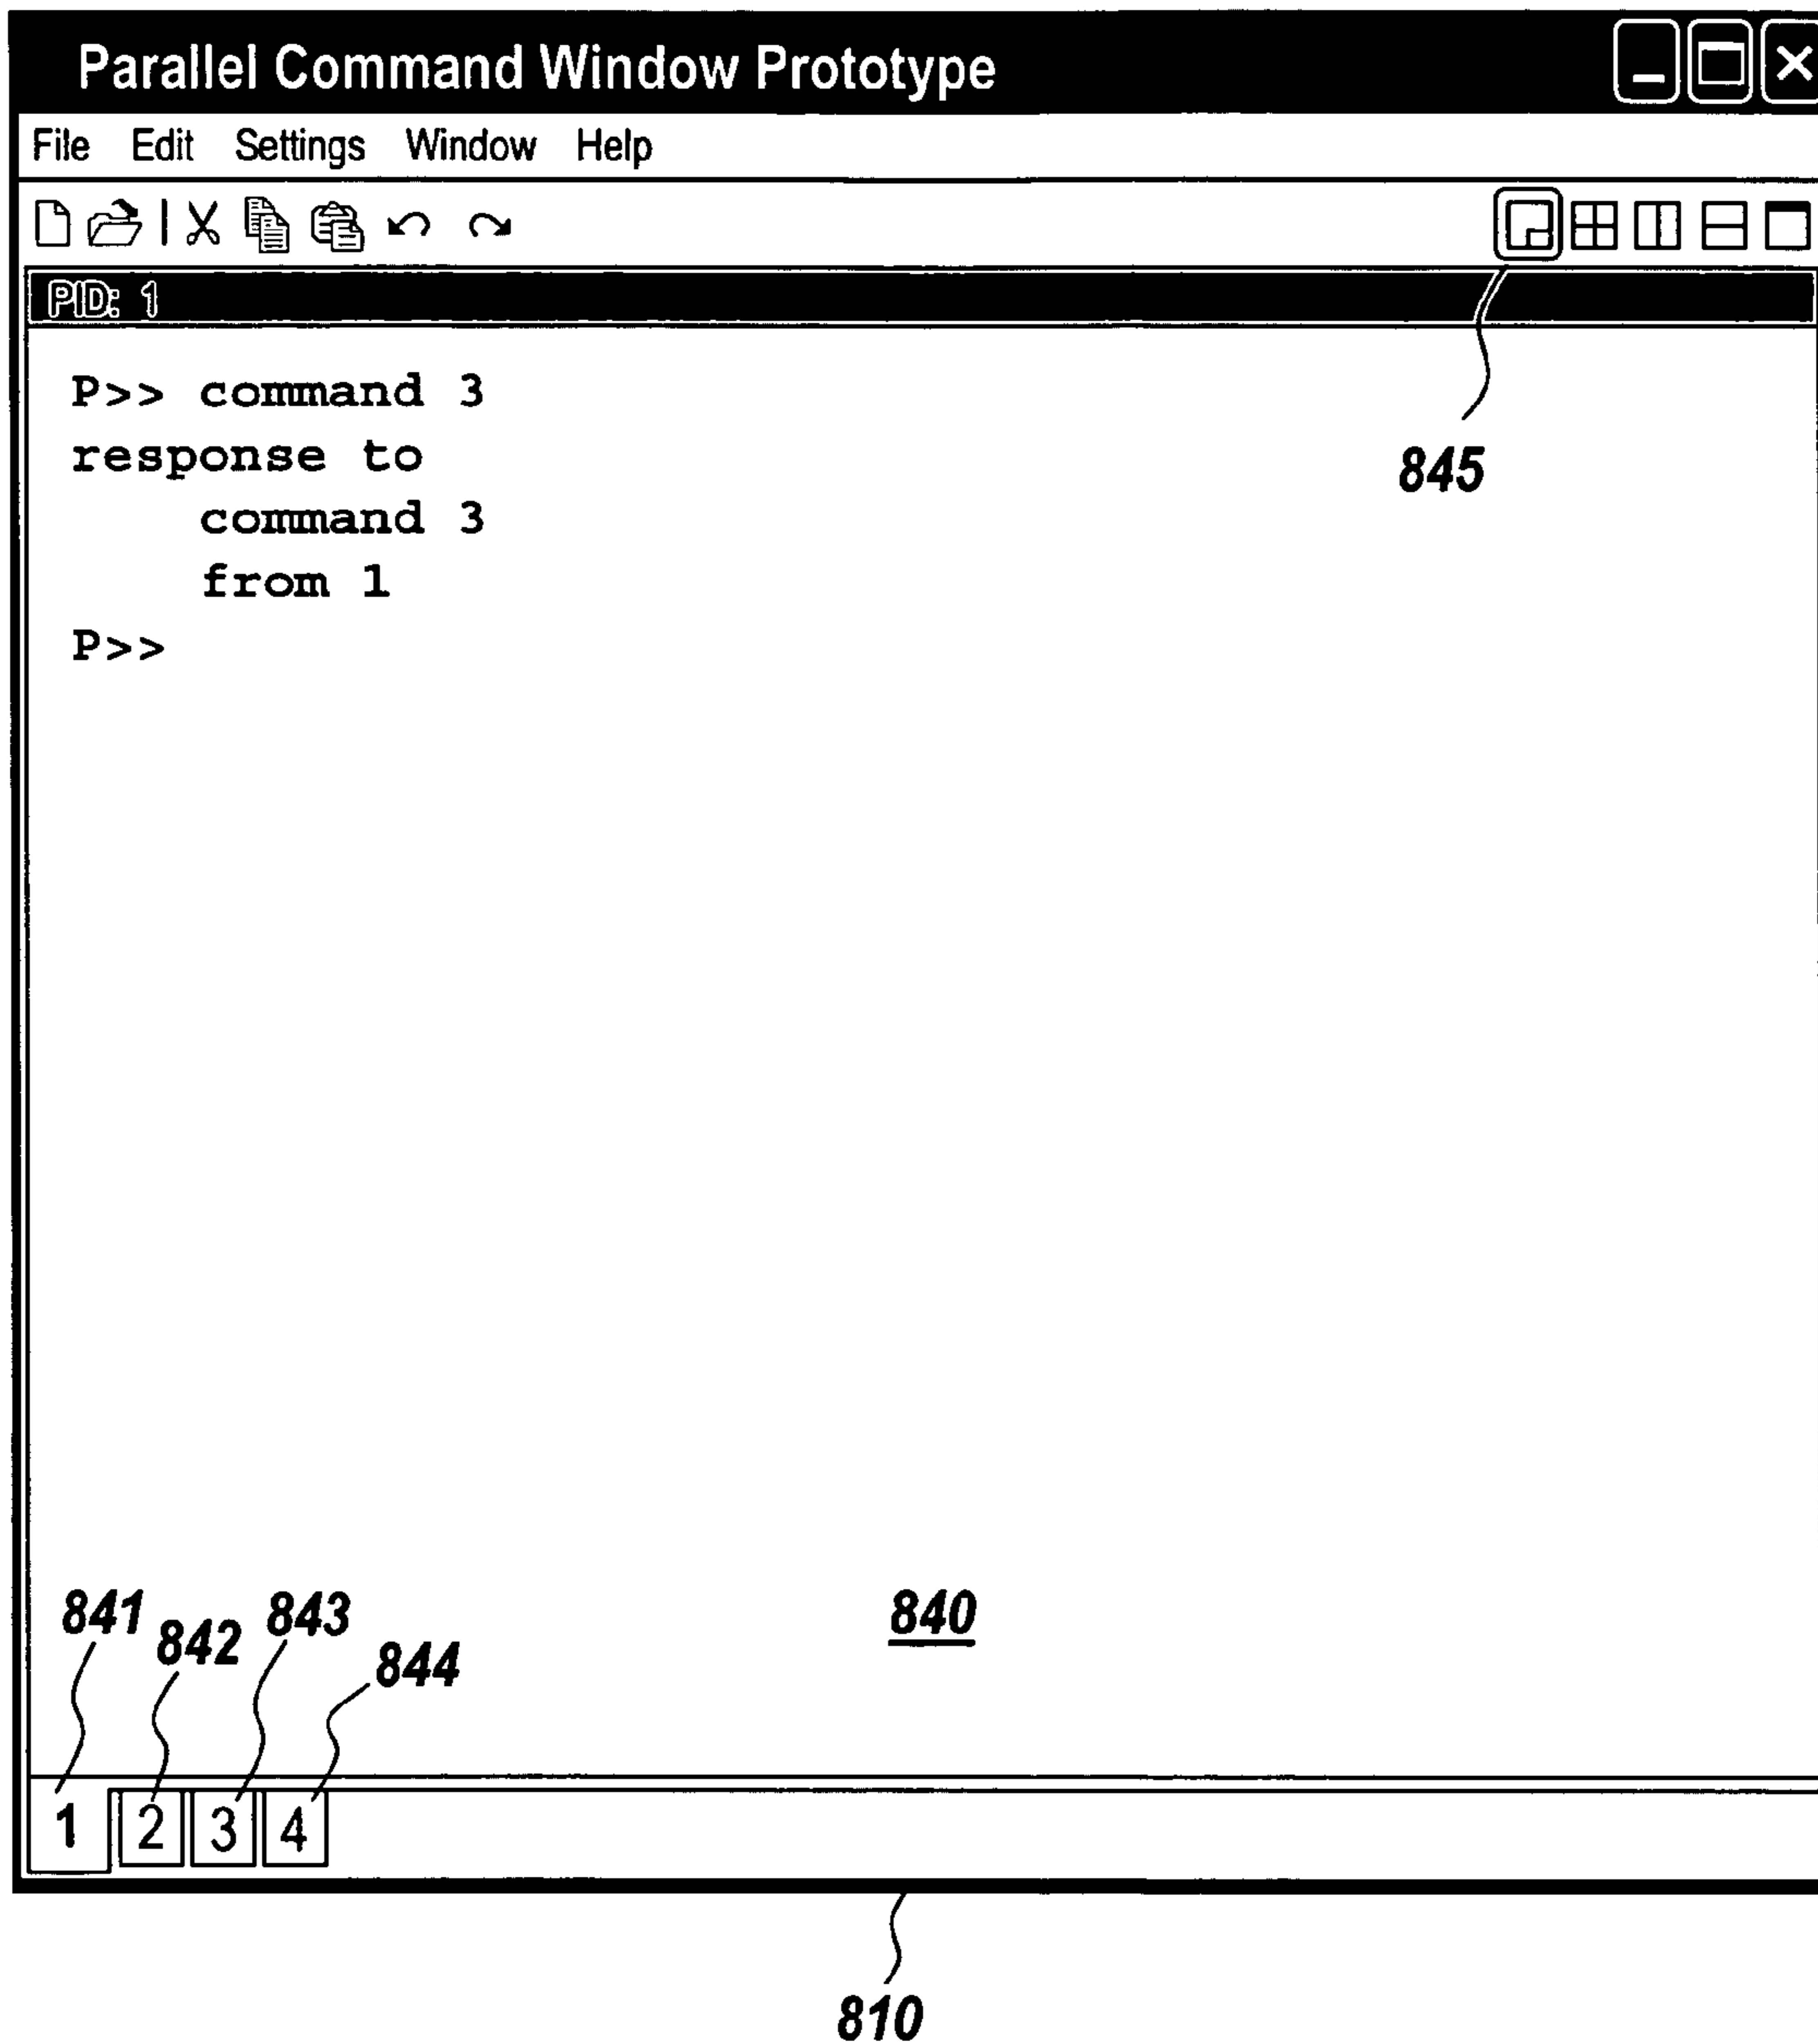 Parallel Command Window Prototype
File Edit Settings Window Help
PID: 1
P>> command 3
response to
command 3
from 1
P>>
845
841 842 843 844
840
1 2 3 4
810